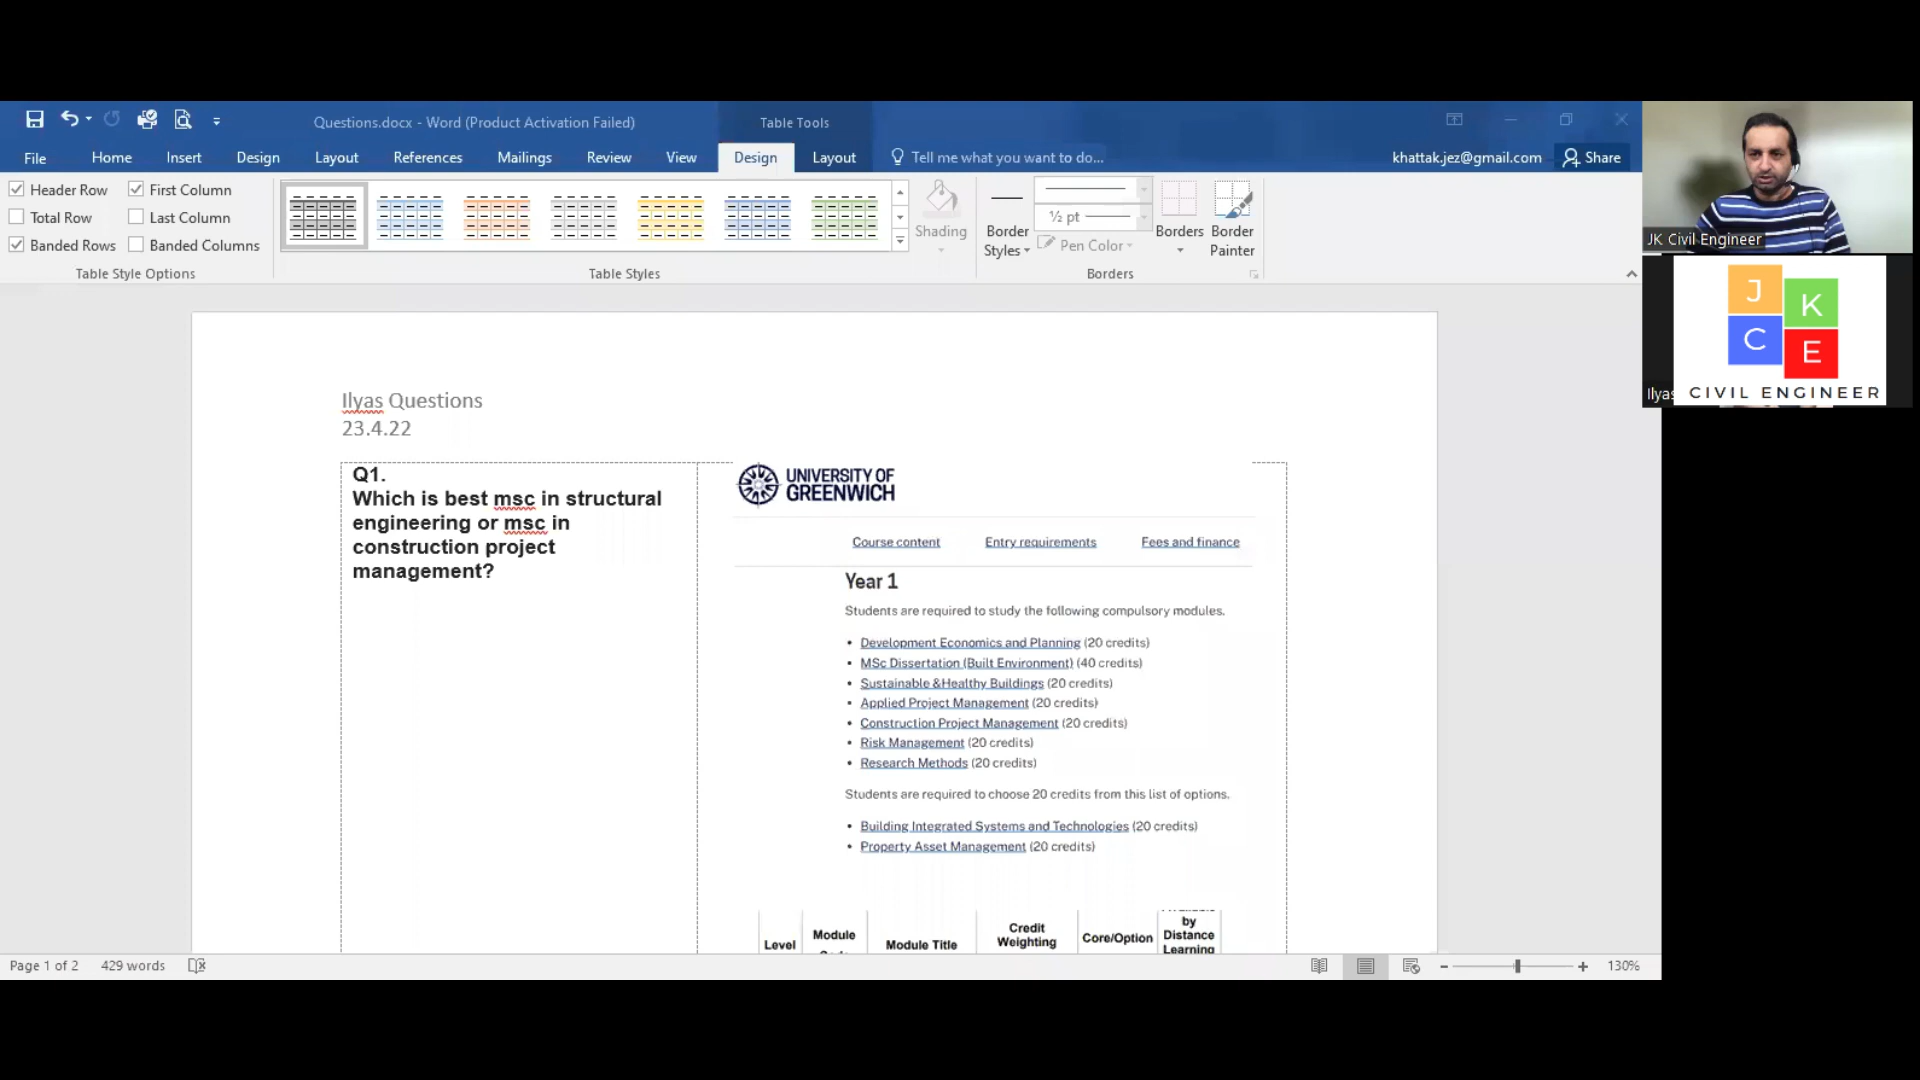 Questions.docx - Word (Product Activation Failed)
Table Tools
File
Home
Insert
Design
Layout
References
Mailings
Review
View
Design
Layout
Tell me what you want to do...
khattak.jez@gmail.com
Share
Header Row
First Column
Total Row
Last Column
Banded Rows
Banded Columns
Table Style Options
Table Styles
Shading
Border
Styles
½ pt
Pen Color
Borders
Border
Painter
Borders
JK Civil Engineer
J
K
C
E
CIVIL ENGINEER
Ilyas
Ilyas Questions
23.4.22
Q1.
Which is best msc in structural
engineering or msc in
construction project
management?
UNIVERSITY OF
GREENWICH
Course content
Entry requirements
Fees and finance
Year 1
Students are required to study the following compulsory modules.
• Development Economics and Planning (20 credits)
• MSc Dissertation (Built Environment) (40 credits)
• Sustainable &Healthy Buildings (20 credits)
• Applied Project Management (20 credits)
• Construction Project Management (20 credits)
• Risk Management (20 credits)
• Research Methods (20 credits)
Students are required to choose 20 credits from this list of options.
• Building Integrated Systems and Technologies (20 credits)
• Property Asset Management (20 credits)
Level
Module
Module Title
Credit
Weighting
Core/Option
by
Distance
Learning
Page 1 of 2
429 words
130%